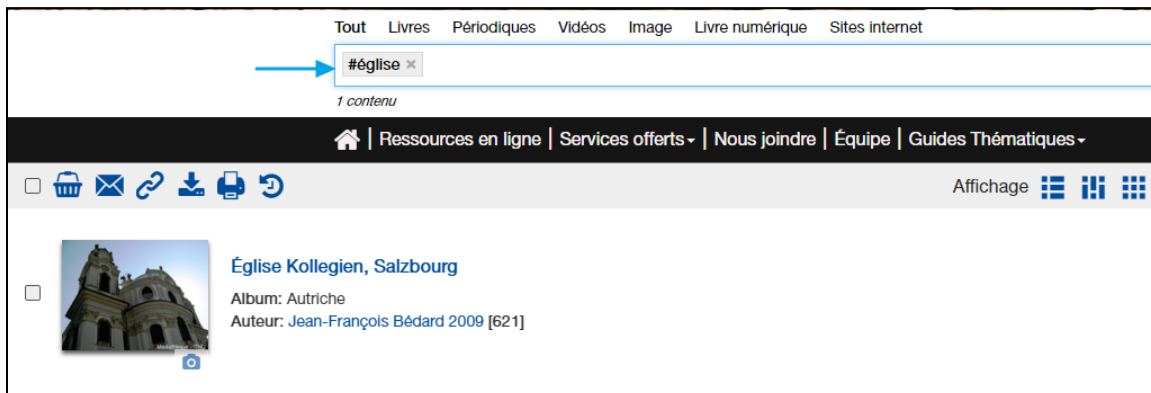 Tout Livres Périodiques Vidéos Image Livre numérique Sites internet
#église ×
1 contenu
Ressources en ligne | Services offerts | Nous joindre | Équipe | Guides Thématiques
Affichage
Église Kollegien, Salzbourg
Album: Autriche
Auteur: Jean-François Bédard 2009 [621]